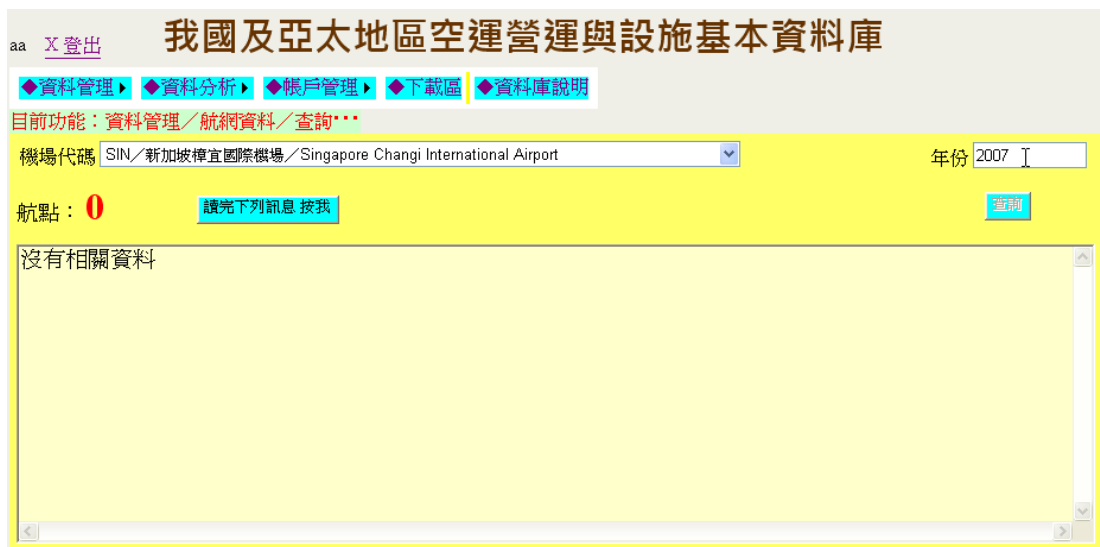 aa X 登出 我國及亞太地區空運營運與設施基本資料庫
◆資料管理▶ ◆資料分析▶ ◆帳戶管理▶ ◆下載區 ◆資料庫說明
目前功能：資料管理／航網資料／查詢···
機場代碼 SIN／新加坡樟宜國際機場／Singapore Changi International Airport 年份 2007
航點：0 讀完下列訊息 按我 查詢
沒有相關資料